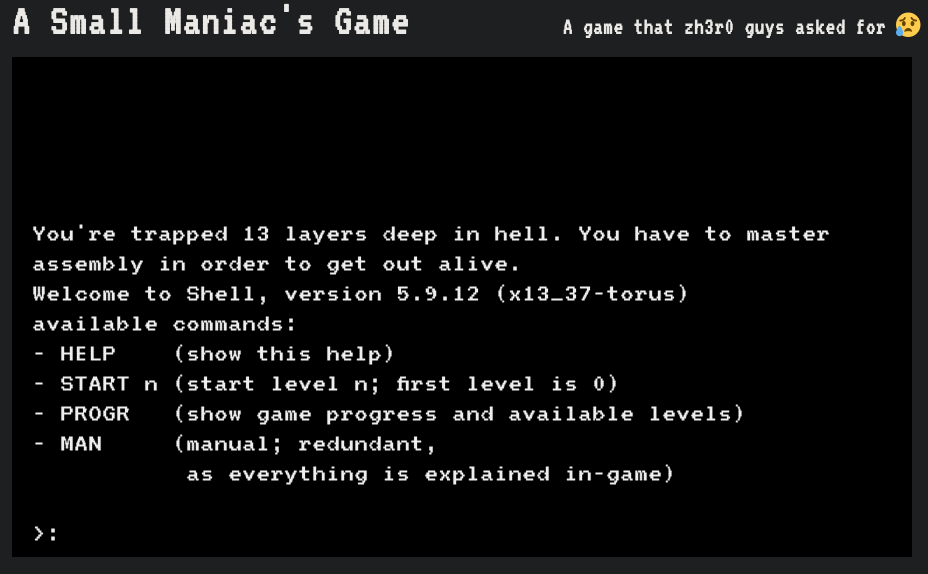 A Small Maniac's Game
A game that zh3r0 guys asked for 😥
You're trapped 13 layers deep in hell. You have to master
assembly in order to get out alive.
Welcome to Shell, version 5.9.12 (x13_37-torus)
available commands:
- HELP    (show this help)
- START n (start level n; first level is 0)
- PROGR   (show game progress and available levels)
- MAN     (manual; redundant,
           as everything is explained in-game)
>: